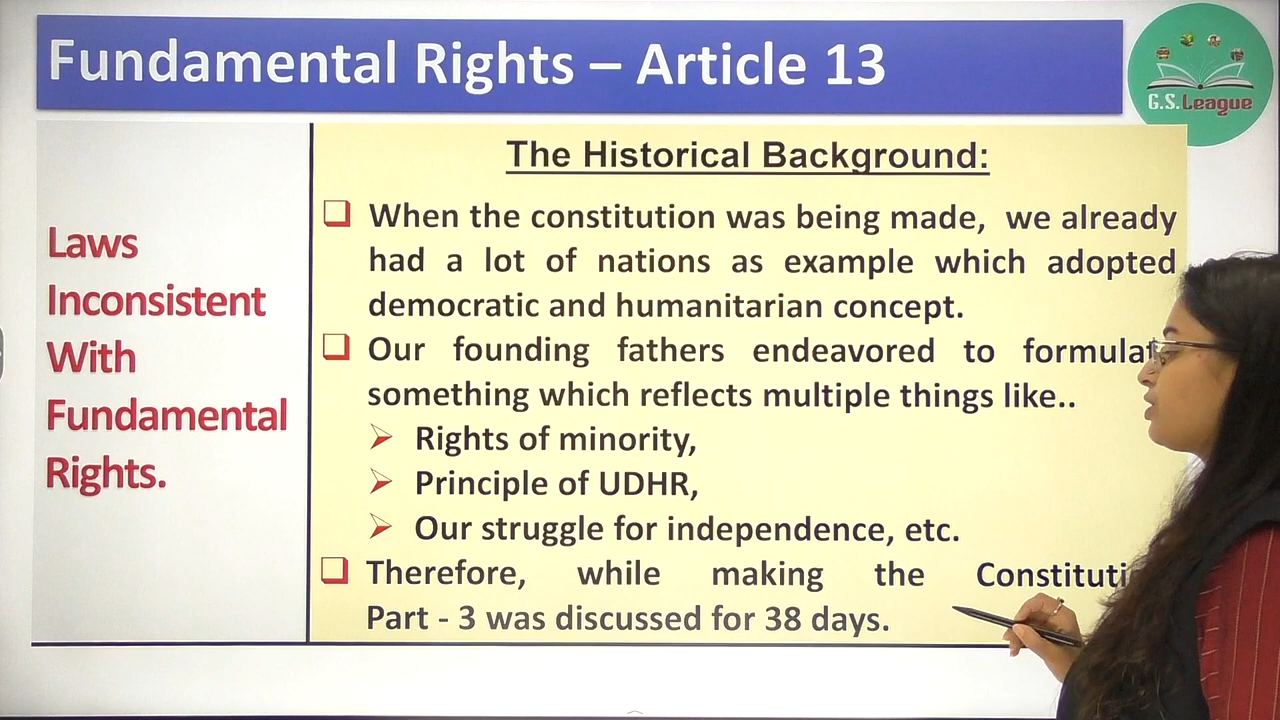 Fundamental Rights – Article 13
G.S.League
Laws
Inconsistent
With
Fundamental
Rights.
The Historical Background:
When the constitution was being made, we already
had a lot of nations as example which adopted
democratic and humanitarian concept.
Our founding fathers endeavored to
something which reflects multiple things like..
Rights of minority,
Principle of UDHR,
Our struggle for independence, etc.
Therefore, while making the
Part - 3 was discussed for 38 days.